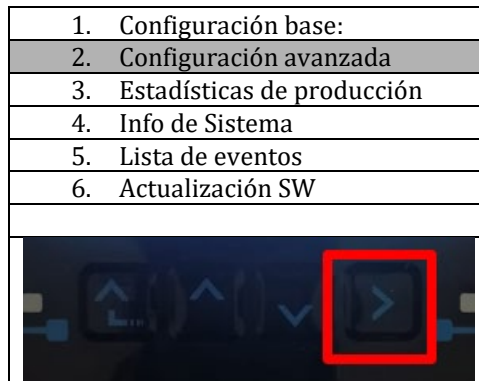 1. Configuración base:
2. Configuración avanzada
3. Estadísticas de producción
4. Info de Sistema
5. Lista de eventos
6. Actualización SW